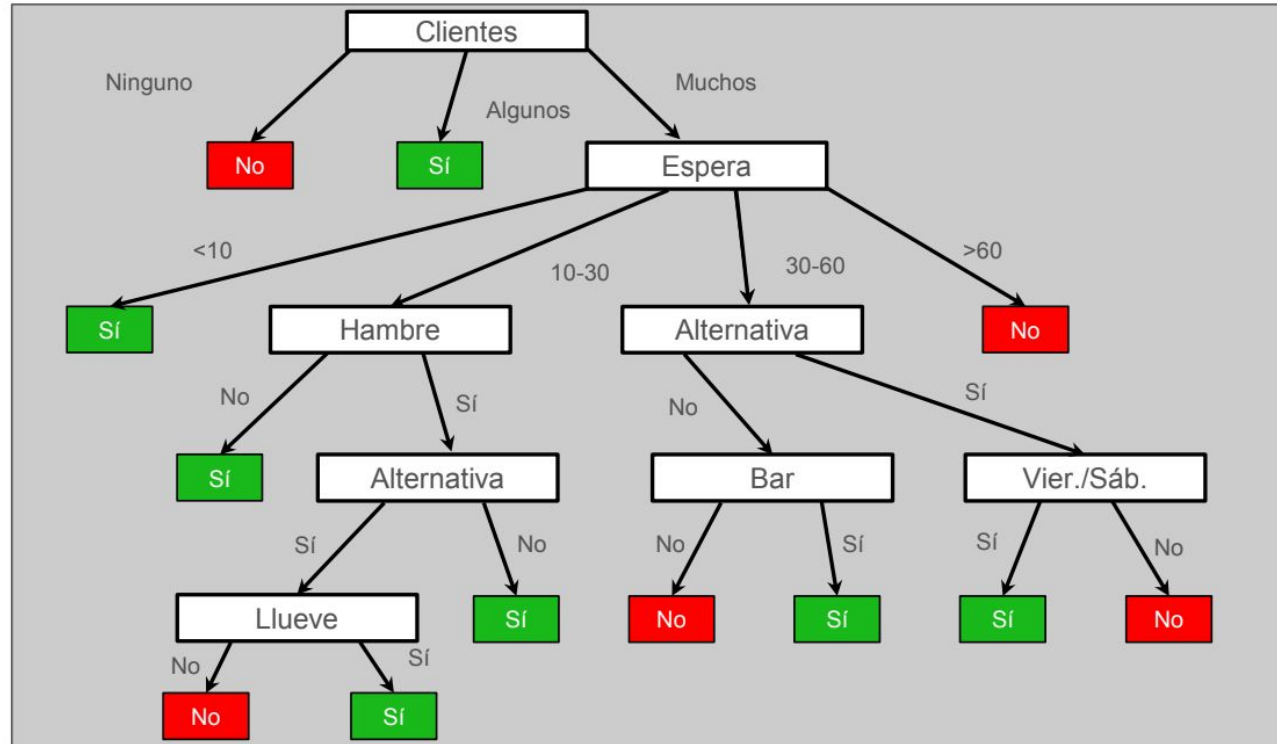 Clientes
Ninguno
Muchos
Algunos
No
Sí
Espera
<10
10-30
30-60
>60
Sí
Hambre
Alternativa
No
No
Sí
No
Sí
Sí
Alternativa
Bar
Vier./Sáb.
Sí
No
No
Sí
Sí
No
Llueve
Sí
No
Sí
Sí
No
No
Sí
No
Sí